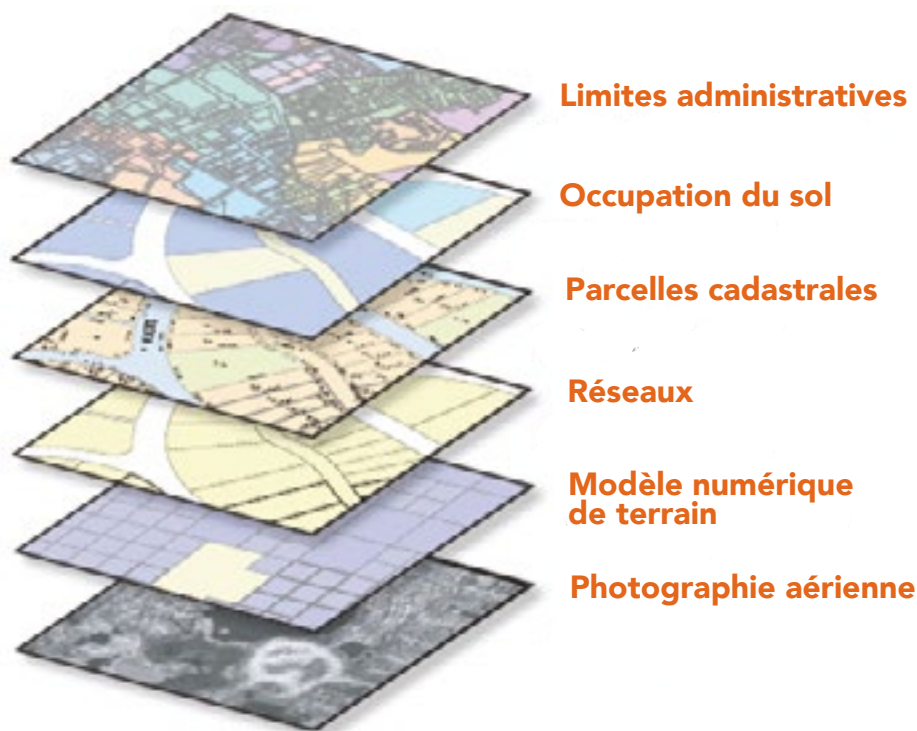 Limites administratives
Occupation du sol
Parcelles cadastrales
Réseaux
Modèle numérique
de terrain
Photographie aérienne